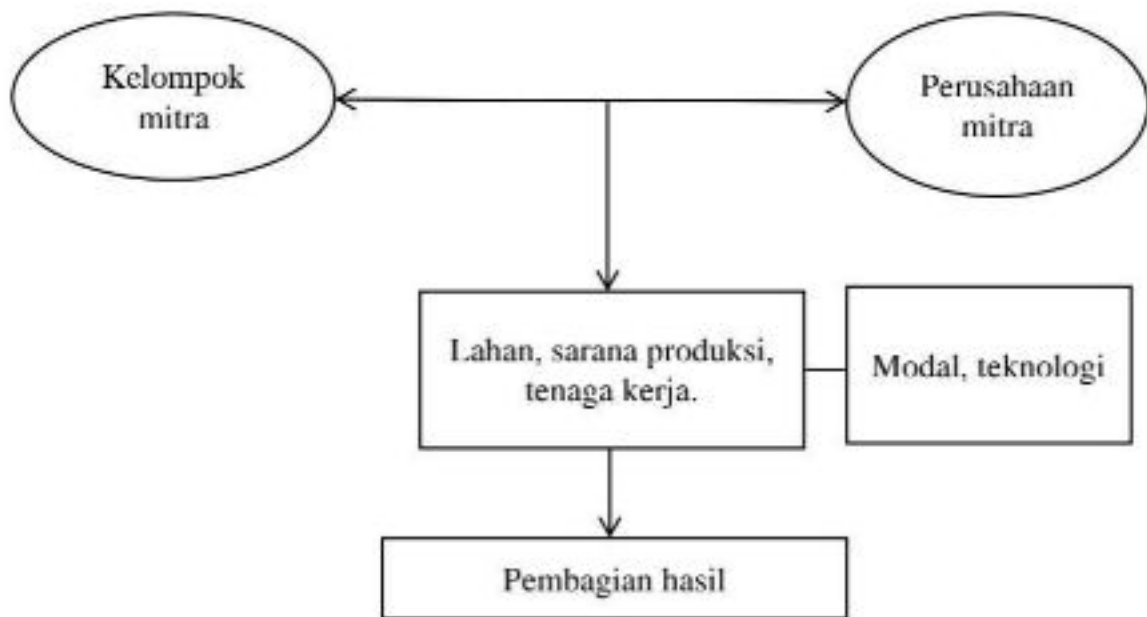 Kelompok
mitra
Perusahaan
mitra
Lahan, sarana produksi,
tenaga kerja.
Modal, teknologi
Pembagian hasil